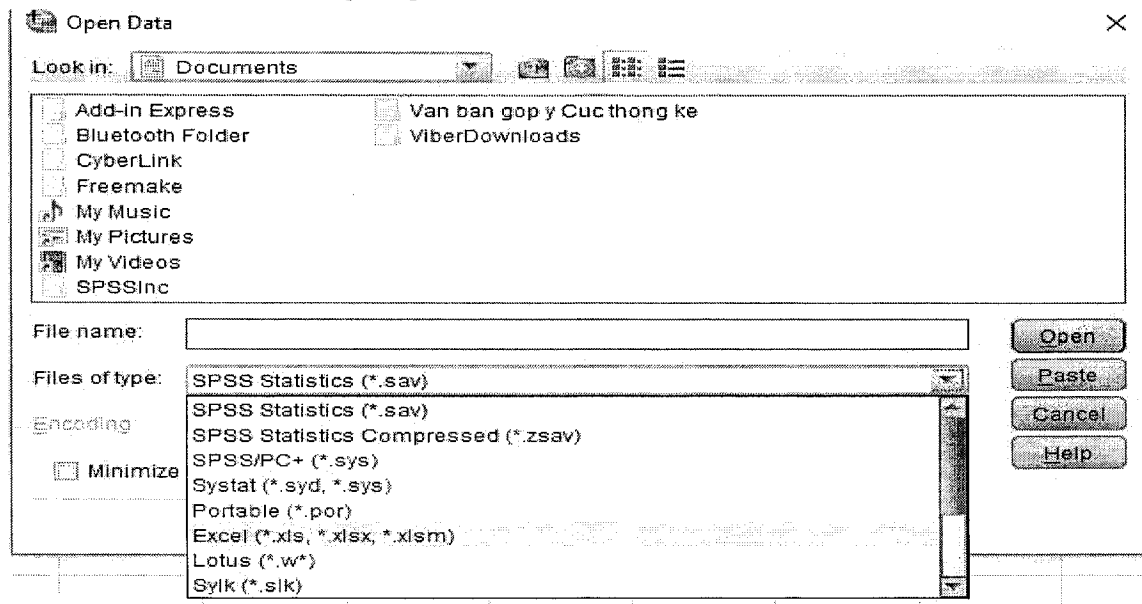 Open Data
Look in: Documents
Add-in Express
Bluetooth Folder
CyberLink
Freemake
My Music
My Pictures
My Videos
SPSSInc
Van ban gop y Cuc thong ke
ViberDownloads
File name:
Open
Files of type: SPSS Statistics (*.sav)
Paste
SPSS Statistics (*.sav)
Cancel
Encoding
SPSS Statistics Compressed (*.zsav)
Help
SPSS/PC+ (*.sys)
Minimize
Systat (*.syd, *.sys)
Portable (*.por)
Excel (*.xls, *.xlsx, *.xlsm)
Lotus (*.w*)
Sylk (*.slk)